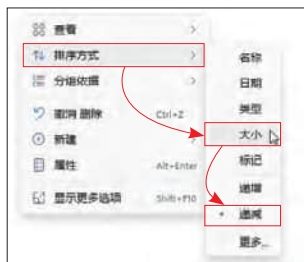 查看
排序方式
分组依据
取消 删除 Ctrl+Z
新建
属性 Alt+Enter
显示更多选项 Shift+F10
名称
日期
类型
大小
标记
递增
递减
更多...